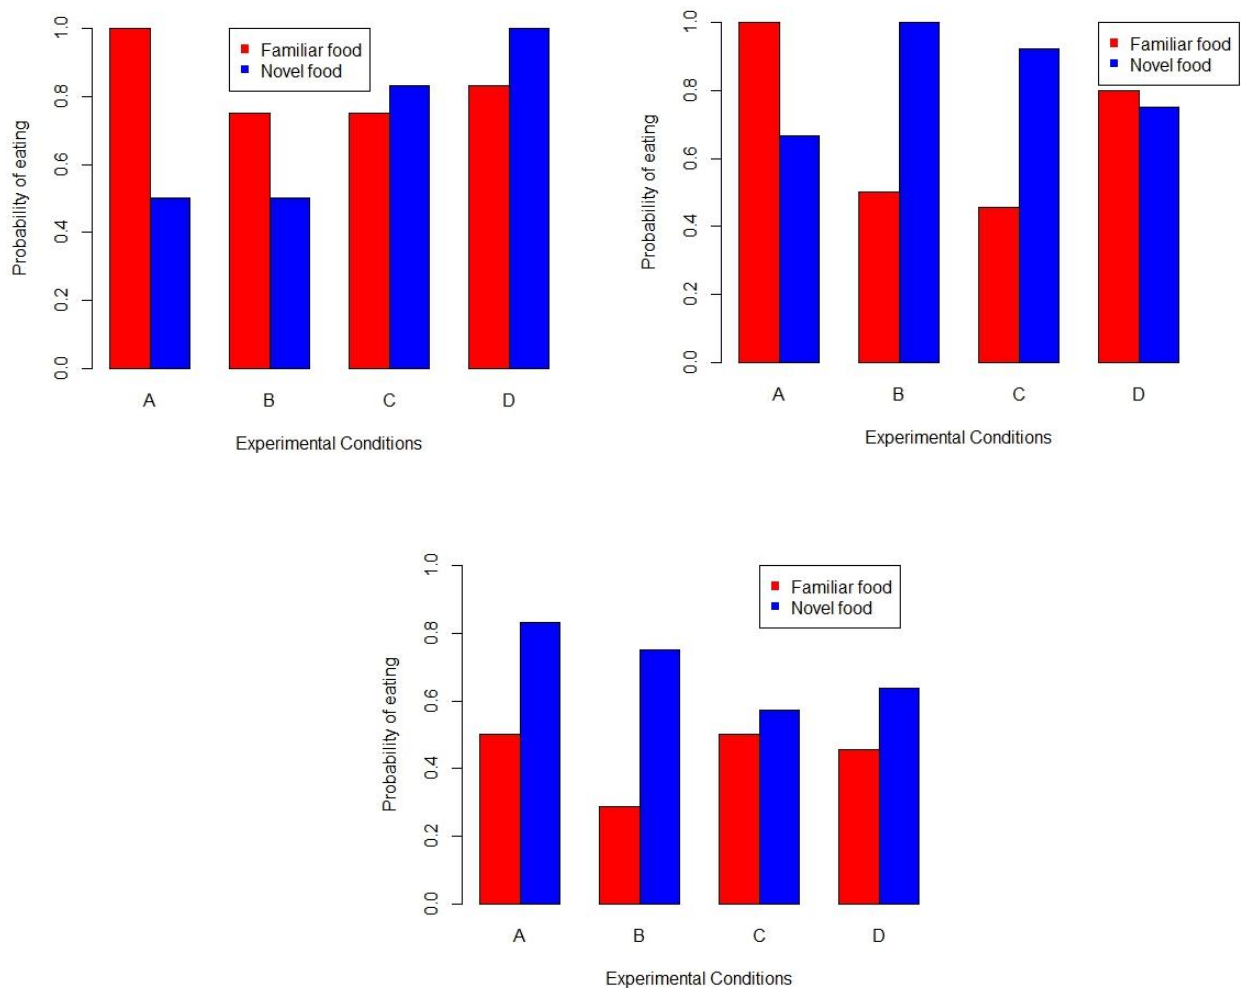 Probability of eating
1.0
0.8
0.6
0.4
0.2
0.0
Familiar food
Novel food
A B C D
Experimental Conditions
Probability of eating
1.0
0.8
0.6
0.4
0.2
0.0
Familiar food
Novel food
A B C D
Experimental Conditions
Probability of eating
1.0
0.8
0.6
0.4
0.2
0.0
Familiar food
Novel food
A B C D
Experimental Conditions